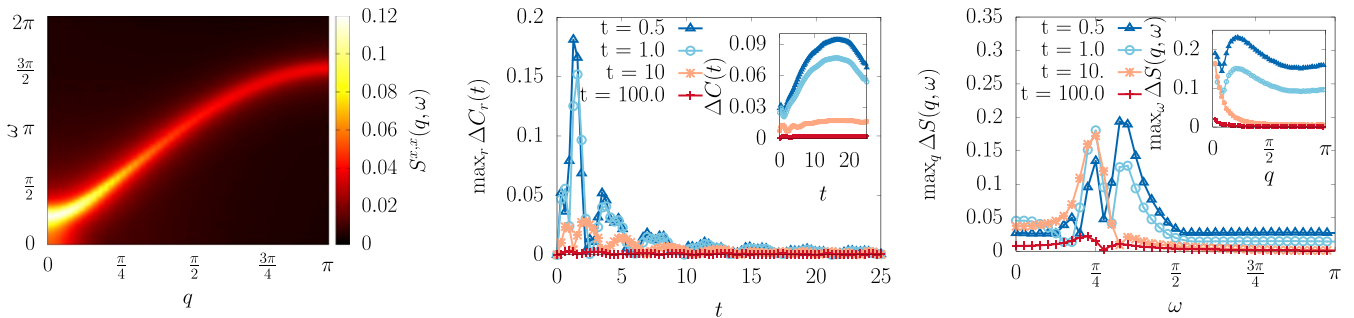 2π
3π/2
π
π/2
0
ω
0
π/4
π/2
3π/4
π
q
0.12
0.1
0.08
0.06
0.04
0.02
0
S^{x,x}(q, ω)
0.2
0.15
0.1
0.05
0
max_r ΔC_r(t)
t = 0.5
t = 1.0
t = 10
t = 100.0
0.09
0.06
0.03
0
ΔC(t)
0 10 20
t
0 5 10 15 20 25
t
0.35
0.3
0.25
0.2
0.15
0.1
0.05
0
max_q ΔS(q, ω)
t = 0.5
t = 1.0
t = 10.
t = 100.0
0.2
0.1
0
max_ω ΔS(q, ω)
0 π/2 π
q
0 π/4 π/2 3π/4 π
ω